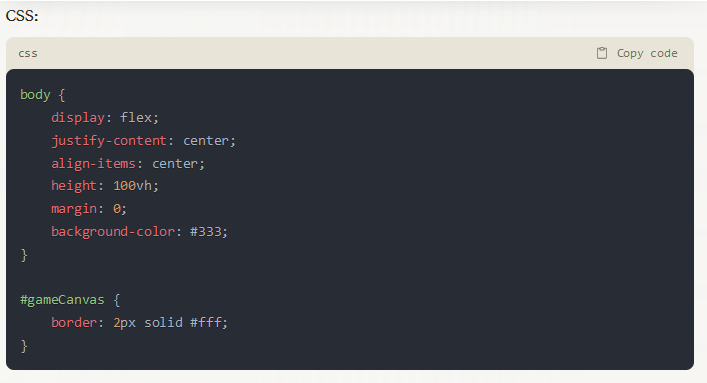 CSS:
css Copy code
body {
    display: flex;
    justify-content: center;
    align-items: center;
    height: 100vh;
    margin: 0;
    background-color: #333;
}

#gameCanvas {
    border: 2px solid #fff;
}